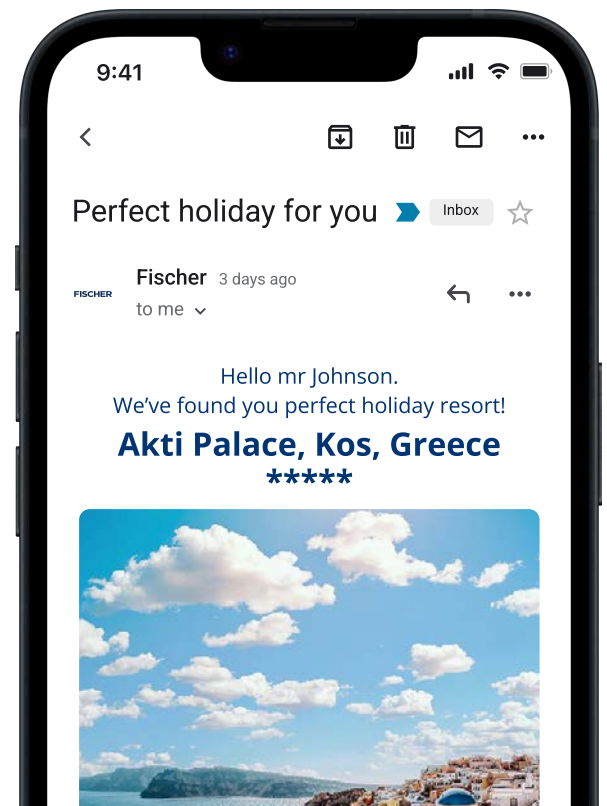 9:41
Perfect holiday for you
Inbox
FISCHER
Fischer 3 days ago
to me
Hello mr Johnson.
We’ve found you perfect holiday resort!
Akti Palace, Kos, Greece
*****